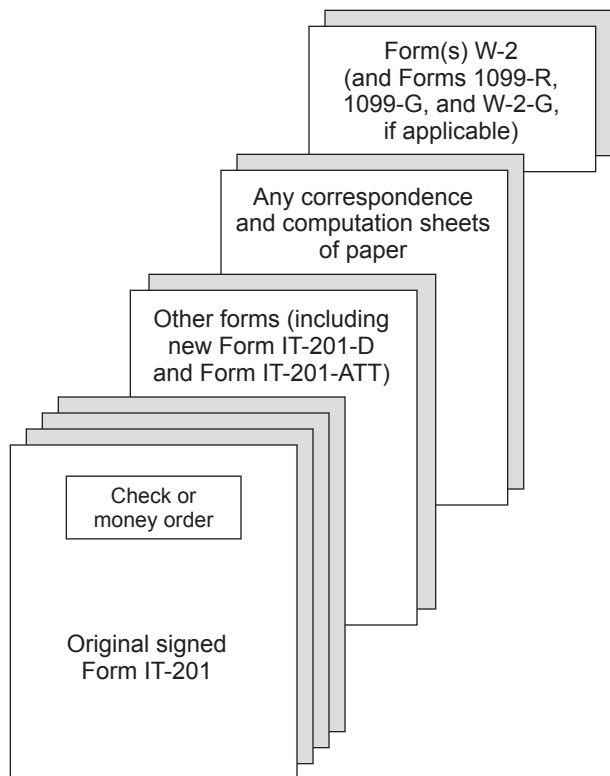 Form(s) W-2
(and Forms 1099-R,
1099-G, and W-2-G,
if applicable)
Any correspondence
and computation sheets
of paper
Other forms (including
new Form IT-201-D
and Form IT-201-ATT)
Check or
money order
Original signed
Form IT-201